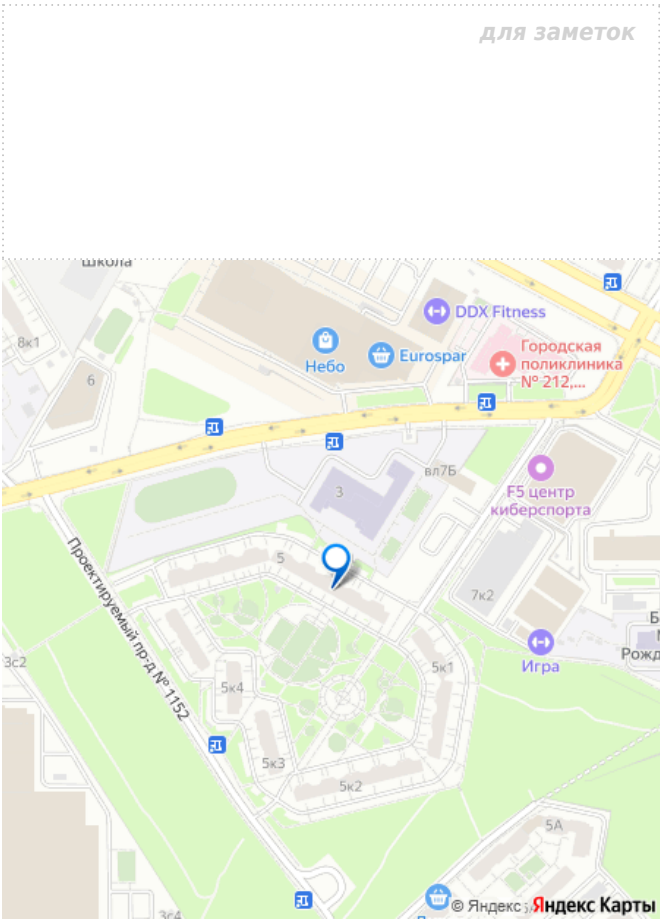 для заметок
школа
DDX Fitness
8к1
Небо
Eurospar
Городская
поликлиника
№ 212,...
6
вл7Б
3
F5 центр
киберспорта
5
Проектируемый пр-д № 1152
7к2
3с2
5к1
Рожд
Игра
5к4
5к3
5к2
5А
3с4
© Яндекс
Яндекс Карты